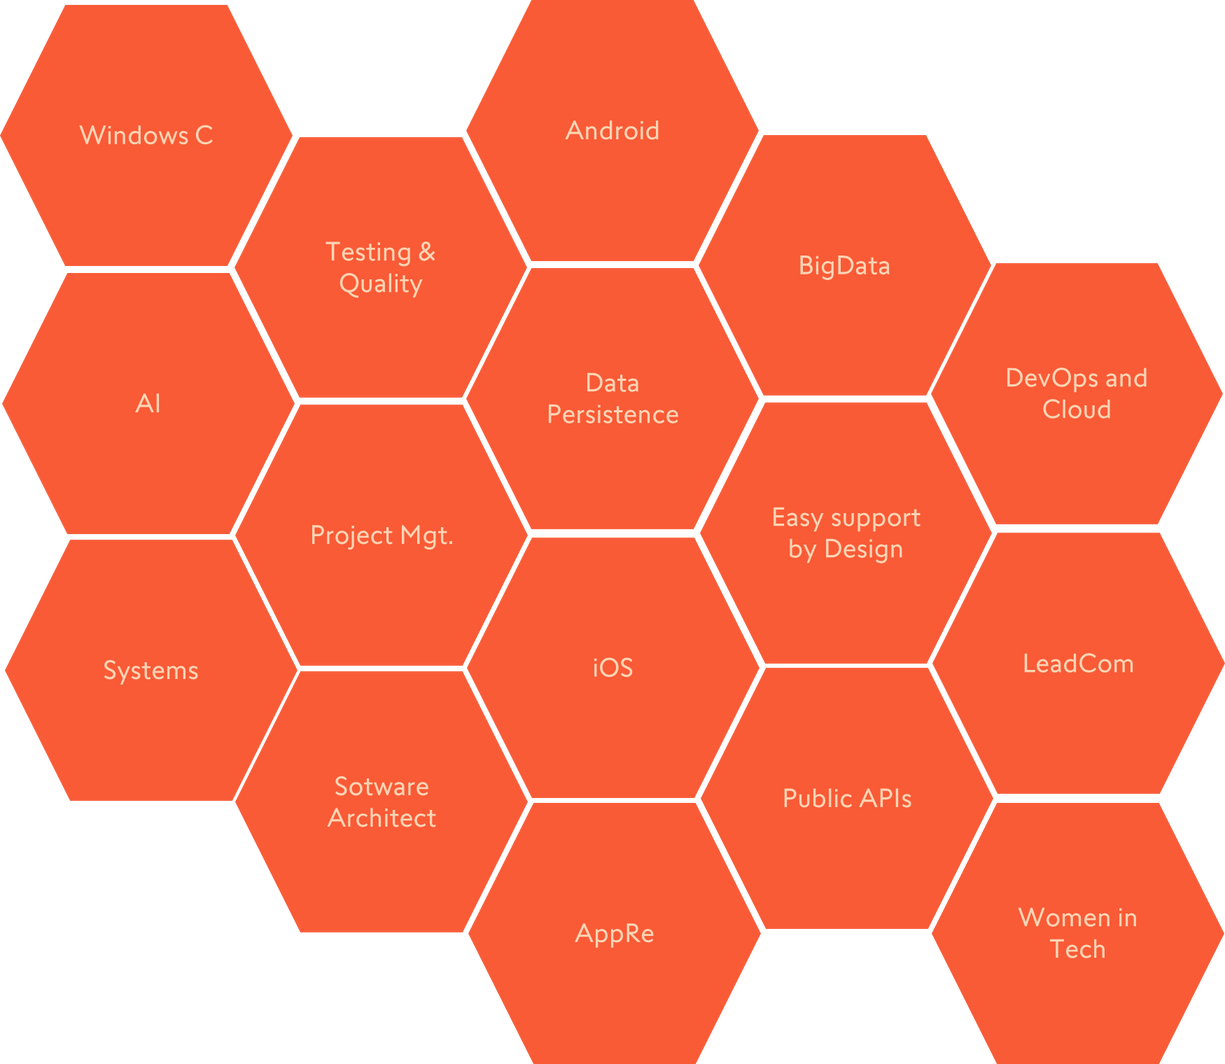 Windows C
Android
Testing &
Quality
BigData
AI
Data
Persistence
DevOps and
Cloud
Project Mgt.
Easy support
by Design
Systems
iOS
LeadCom
Sotware
Architect
Public APIs
AppRe
Women in
Tech